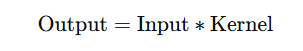 Output = Input ∗ Kernel